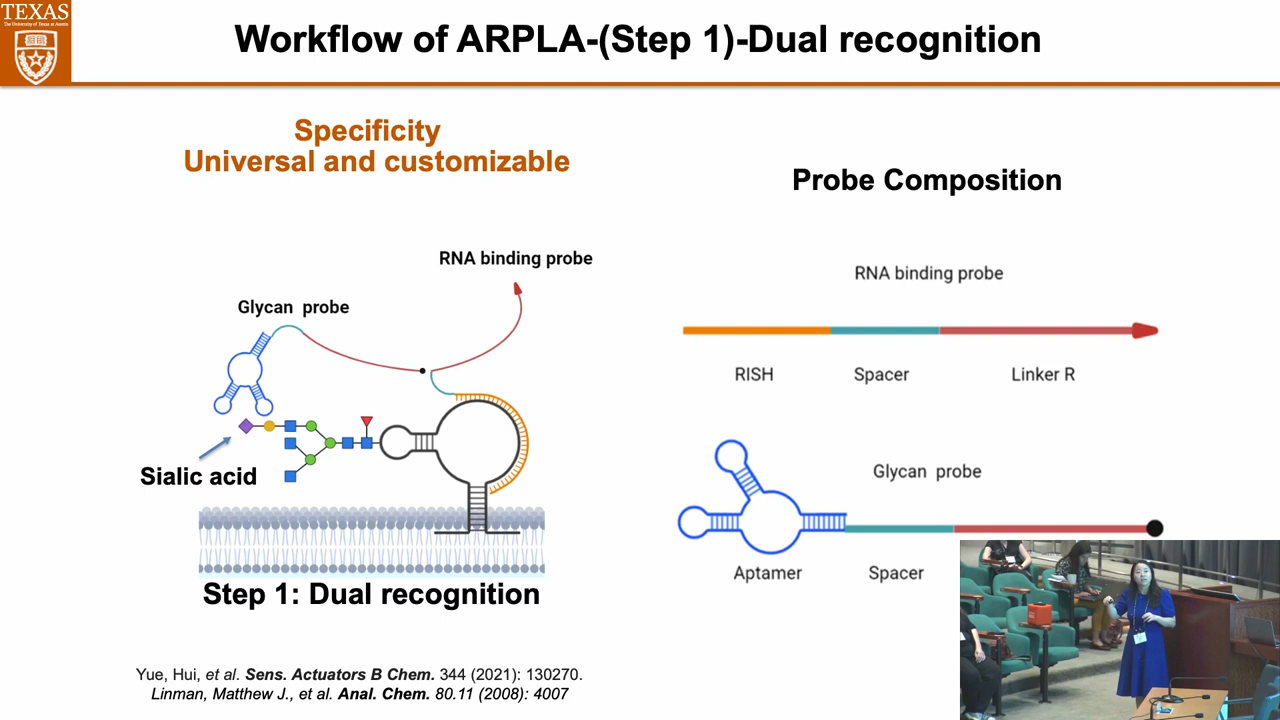 TEXAS
The University of Texas at Austin
Workflow of ARPLA-(Step 1)-Dual recognition
Specificity
Universal and customizable
Probe Composition
RNA binding probe
Glycan probe
Sialic acid
Step 1: Dual recognition
RNA binding probe
RISH Spacer Linker R
Glycan probe
Aptamer Spacer
Yue, Hui, et al. Sens. Actuators B Chem. 344 (2021): 130270.
Linman, Matthew J., et al. Anal. Chem. 80.11 (2008): 4007